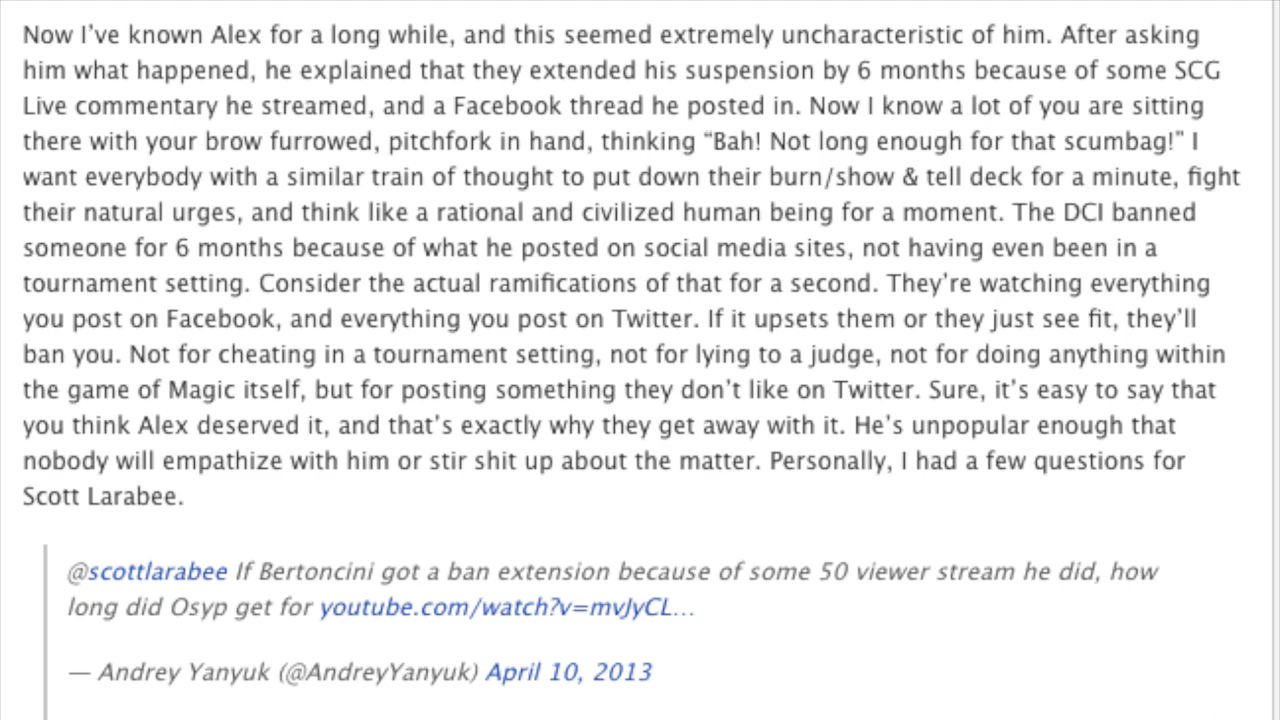 Now I’ve known Alex for a long while, and this seemed extremely uncharacteristic of him. After asking
him what happened, he explained that they extended his suspension by 6 months because of some SCG
Live commentary he streamed, and a Facebook thread he posted in. Now I know a lot of you are sitting
there with your brow furrowed, pitchfork in hand, thinking “Bah! Not long enough for that scumbag!” I
want everybody with a similar train of thought to put down their burn/show & tell deck for a minute, fight
their natural urges, and think like a rational and civilized human being for a moment. The DCI banned
someone for 6 months because of what he posted on social media sites, not having even been in a
tournament setting. Consider the actual ramifications of that for a second. They’re watching everything
you post on Facebook, and everything you post on Twitter. If it upsets them or they just see fit, they’ll
ban you. Not for cheating in a tournament setting, not for lying to a judge, not for doing anything within
the game of Magic itself, but for posting something they don’t like on Twitter. Sure, it’s easy to say that
you think Alex deserved it, and that’s exactly why they get away with it. He’s unpopular enough that
nobody will empathize with him or stir shit up about the matter. Personally, I had a few questions for
Scott Larabee.
@scottlarabee If Bertoncini got a ban extension because of some 50 viewer stream he did, how
long did Osyp get for youtube.com/watch?v=mvJyCL…
— Andrey Yanyuk (@AndreyYanyuk) April 10, 2013